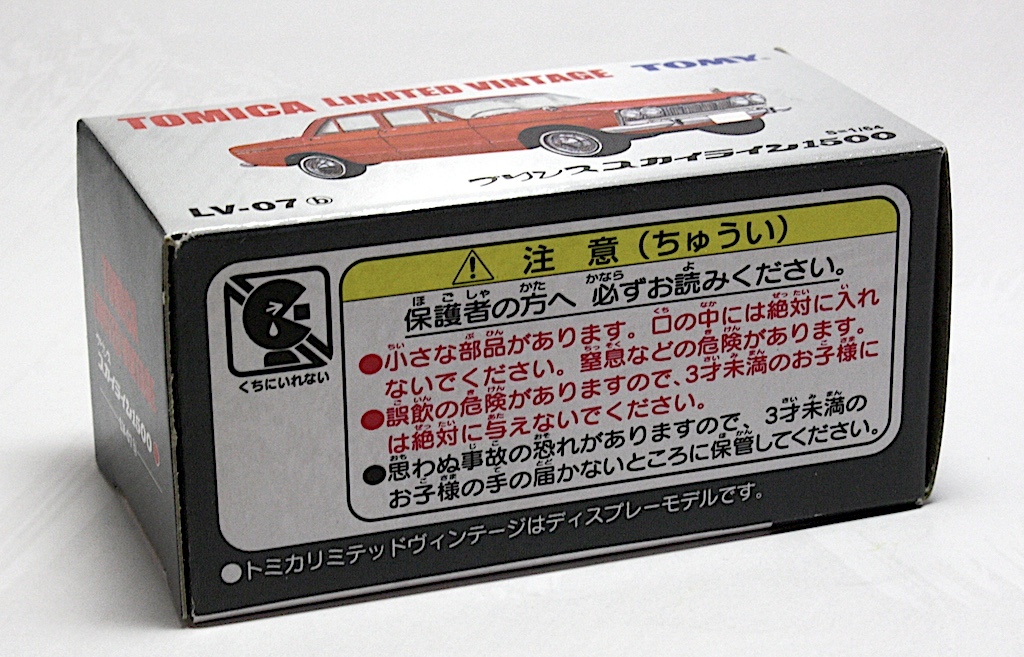 TOMICA LIMITED VINTAGE TOMY
S=1/64
LV-07 b プリンス スカイライン1500
注 意（ちゅうい）
保護者の方へ 必ずお読みください。
●小さな部品があります。口の中には絶対に入れ
ないでください。窒息などの危険があります。
●誤飲の危険がありますので、3才未満のお子様に
は絶対に与えないでください。
●思わぬ事故の恐れがありますので、3才未満の
お子様の手の届かないところに保管してください。
くちにいれない
●トミカリミテッドヴィンテージはディスプレーモデルです。
スカイライン1500